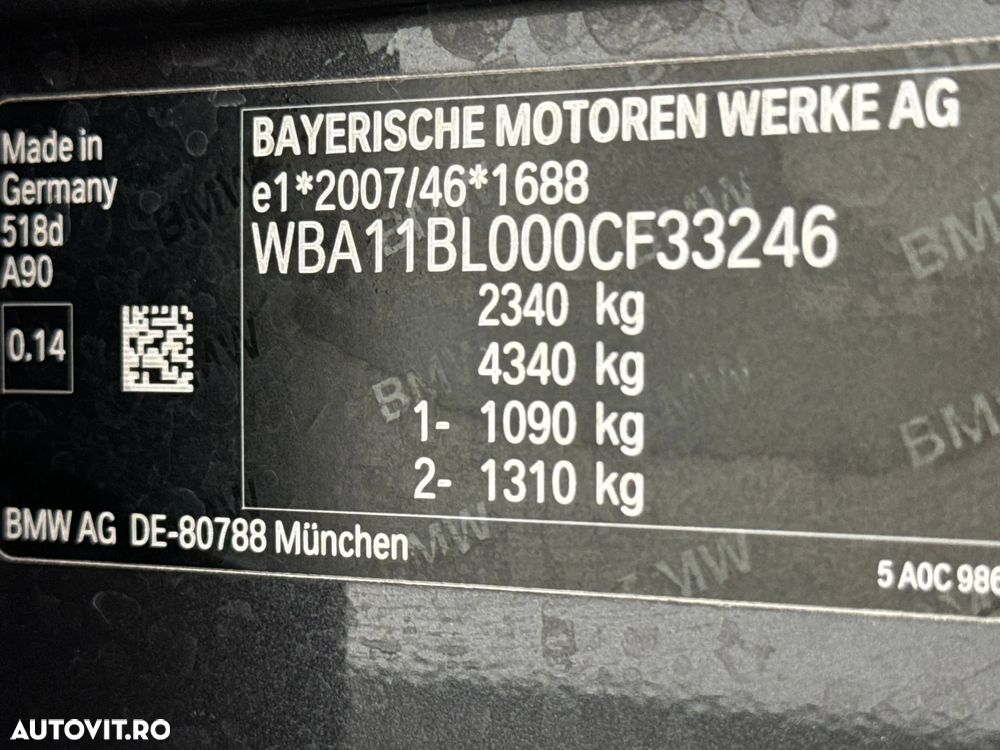 Made in
Germany
518d
A90
0.14
BAYERISCHE MOTOREN WERKE AG
e1*2007/46*1688
WBA11BL000CF33246
2340 kg
4340 kg
1- 1090 kg
2- 1310 kg
BMW AG DE-80788 München
5 A0C 986
AUTOVIT.RO